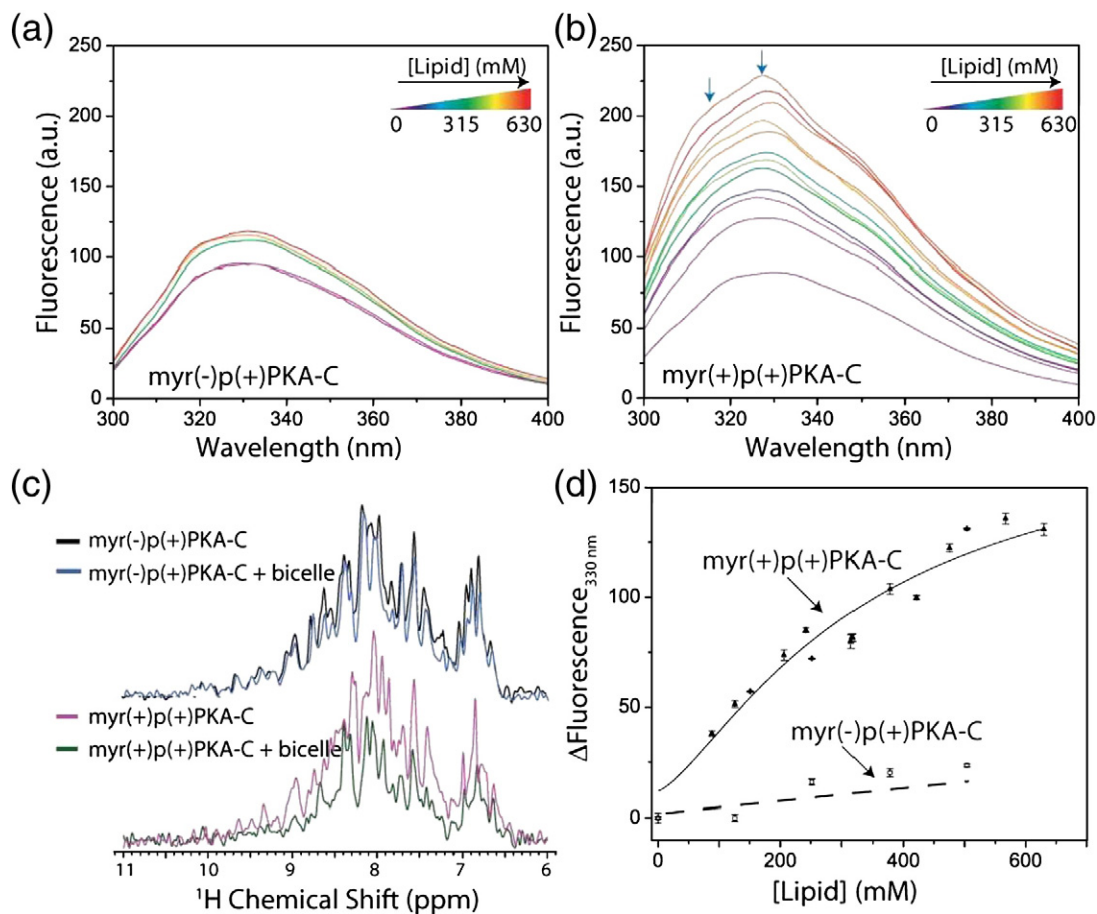 (a)
250
200
150
100
50
0
Fluorescence (a.u.)
[Lipid] (mM)
0 315 630
myr(-)p(+)PKA-C
300 320 340 360 380 400
Wavelength (nm)
(b)
250
200
150
100
50
0
Fluorescence (a.u.)
[Lipid] (mM)
0 315 630
myr(+)p(+)PKA-C
300 320 340 360 380 400
Wavelength (nm)
(c)
myr(-)p(+)PKA-C
myr(-)p(+)PKA-C + bicelle
myr(+)p(+)PKA-C
myr(+)p(+)PKA-C + bicelle
11 10 9 8 7 6
¹H Chemical Shift (ppm)
(d)
150
100
50
0
ΔFluorescence₃₃₀ ₙₘ
myr(+)p(+)PKA-C
myr(-)p(+)PKA-C
0 200 400 600
[Lipid] (mM)